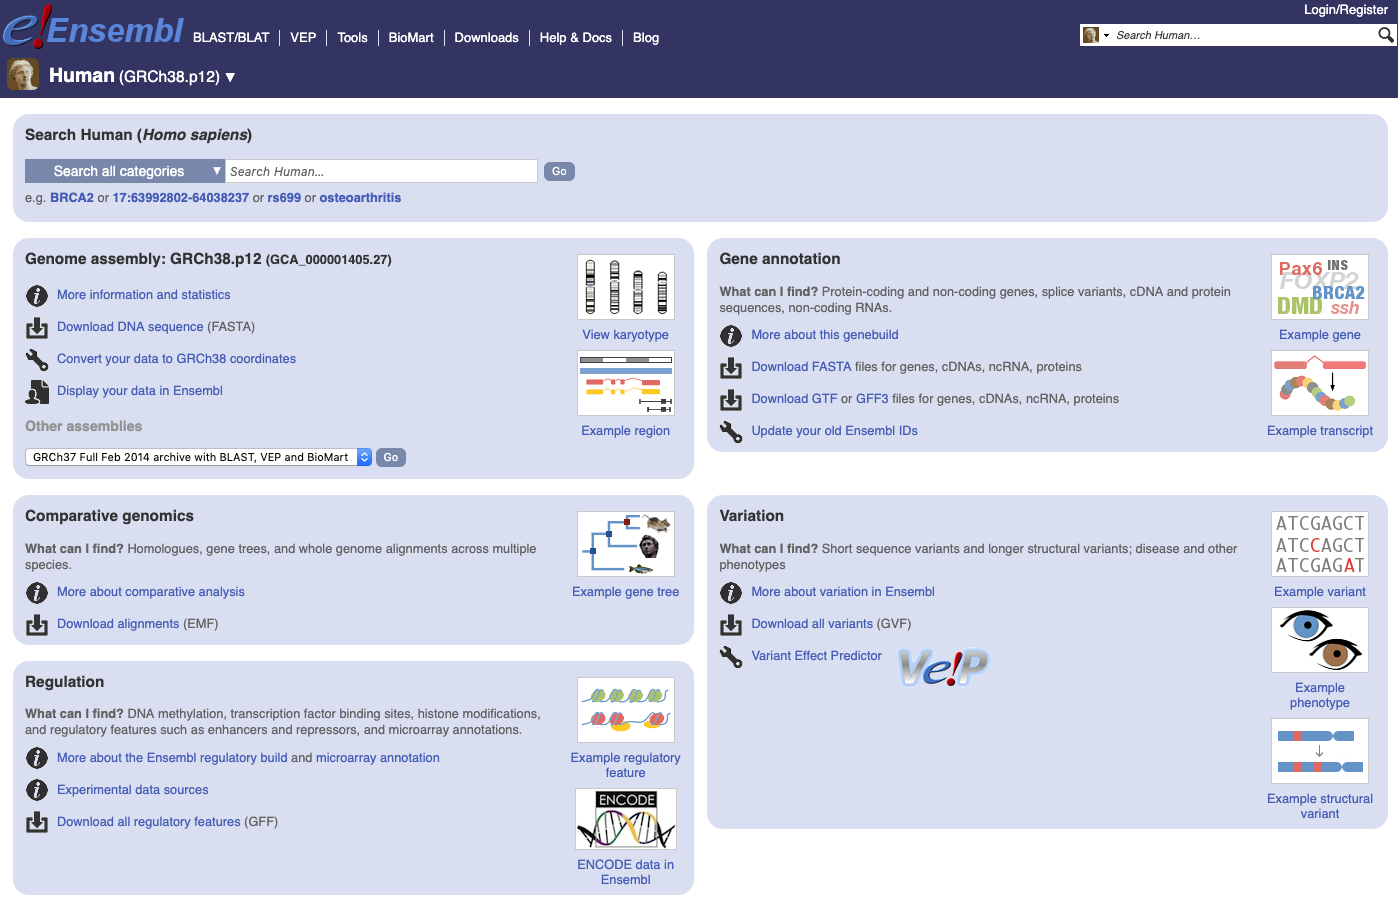 Login/Register
e!Ensembl
BLAST/BLAT
VEP
Tools
BioMart
Downloads
Help & Docs
Blog
Search Human...
Human (GRCh38.p12) ▼
Search Human (Homo sapiens)
Search all categories ▼
Search Human...
Go
e.g. BRCA2 or 17:63992802-64038237 or rs699 or osteoarthritis
Genome assembly: GRCh38.p12 (GCA_000001405.27)
More information and statistics
Download DNA sequence (FASTA)
Convert your data to GRCh38 coordinates
Display your data in Ensembl
Other assemblies
GRCh37 Full Feb 2014 archive with BLAST, VEP and BioMart
Go
View karyotype
Example region
Gene annotation
What can I find? Protein-coding and non-coding genes, splice variants, cDNA and protein
sequences, non-coding RNAs.
More about this genebuild
Download FASTA files for genes, cDNAs, ncRNA, proteins
Download GTF or GFF3 files for genes, cDNAs, ncRNA, proteins
Update your old Ensembl IDs
Pax6 INS
FOXP2
BRCA2
DMD ssh
Example gene
Example transcript
Comparative genomics
What can I find? Homologues, gene trees, and whole genome alignments across multiple
species.
More about comparative analysis
Download alignments (EMF)
Example gene tree
Variation
What can I find? Short sequence variants and longer structural variants; disease and other
phenotypes
More about variation in Ensembl
Download all variants (GVF)
Variant Effect Predictor
Ve!P
ATCGAGCT
ATCCAGCT
ATCGAGAT
Example variant
Example
phenotype
Example structural
variant
Regulation
What can I find? DNA methylation, transcription factor binding sites, histone modifications,
and regulatory features such as enhancers and repressors, and microarray annotations.
More about the Ensembl regulatory build and microarray annotation
Experimental data sources
Download all regulatory features (GFF)
Example regulatory
feature
ENCODE
ENCODE data in
Ensembl